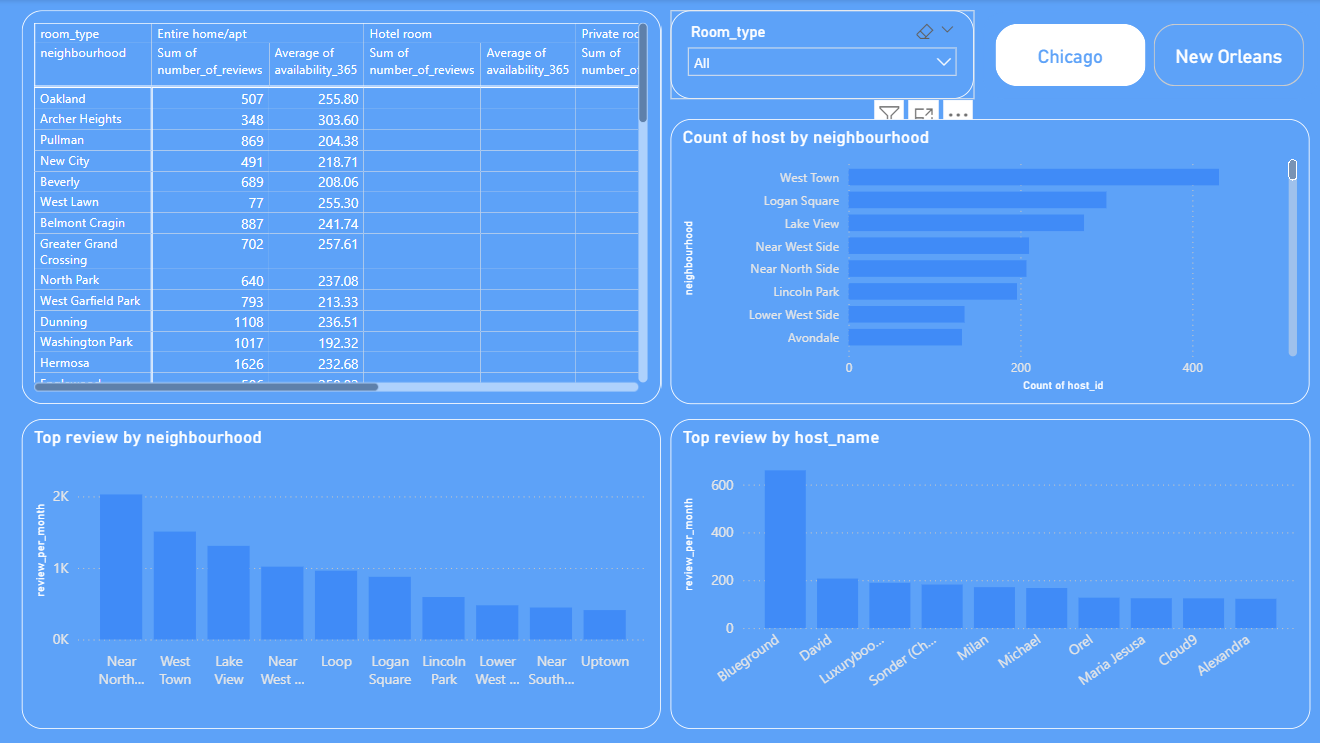 room_type Entire home/apt Hotel room Private roo
neighbourhood Sum of number_of_reviews Average of availability_365 Sum of number_of_reviews Average of availability_365 Sum of number_of
Oakland 507 255.80
Archer Heights 348 303.60
Pullman 869 204.38
New City 491 218.71
Beverly 689 208.06
West Lawn 77 255.30
Belmont Cragin 887 241.74
Greater Grand
Crossing 702 257.61
North Park 640 237.08
West Garfield Park 793 213.33
Dunning 1108 236.51
Washington Park 1017 192.32
Hermosa 1626 232.68
Room_type
All
Chicago
New Orleans
Count of host by neighbourhood
neighbourhood
West Town
Logan Square
Lake View
Near West Side
Near North Side
Lincoln Park
Lower West Side
Avondale
0 200 400
Count of host_id
Top review by neighbourhood
review_per_month
2K
1K
0K
Near North...
West Town
Lake View
Near West ...
Loop
Logan Square
Lincoln Park
Lower West ...
Near South...
Uptown
Top review by host_name
review_per_month
600
400
200
0
Blueground
David
Luxuryboo...
Sonder (Ch...
Milan
Michael
Orel
Maria Jesusa
Cloud9
Alexandra